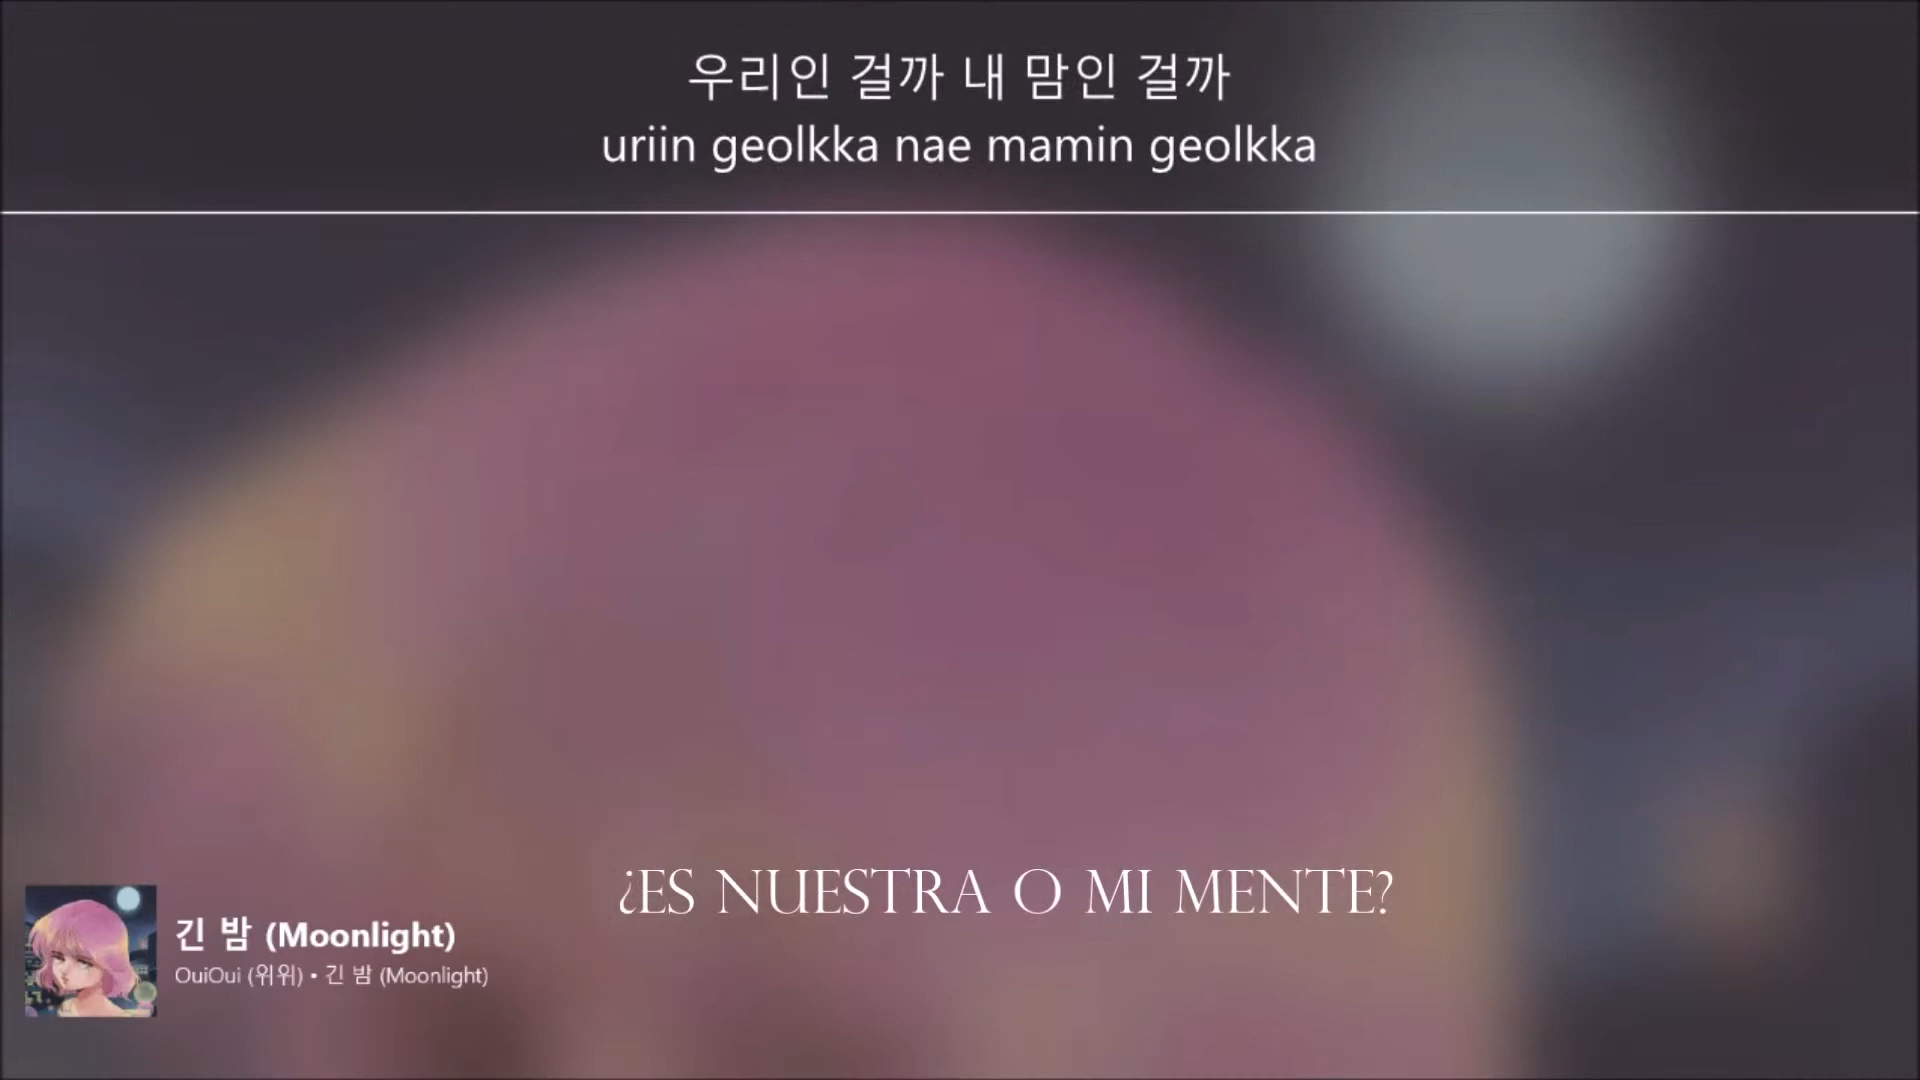 우리인 걸까 내 맘인 걸까
uriin geolkka nae mamin geolkka
¿ES NUESTRA O MI MENTE?
긴 밤 (Moonlight)
OuiOui (위위) • 긴 밤 (Moonlight)